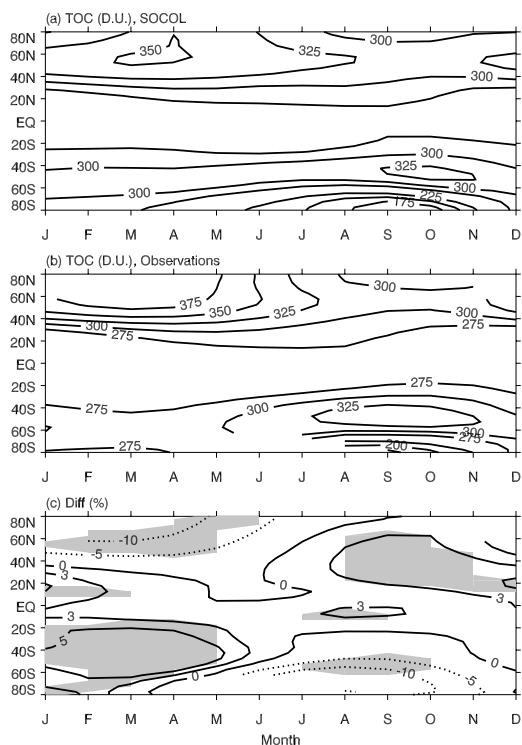 (a) TOC (D.U.), SOCOL
80N
60N
40N
20N
EQ
20S
40S
60S
80S
350
325
300
300
300
300
325
300
300
225
175
J F M A M J J A S O N D
(b) TOC (D.U.), Observations
80N
60N
40N
20N
EQ
20S
40S
60S
80S
375
350
325
300
300
275
300
275
275
275
300
325
300
275
275
200
J F M A M J J A S O N D
(c) Diff (%)
80N
60N
40N
20N
EQ
20S
40S
60S
80S
-10
-5
0
3
0
3
3
3
5
0
0
-5
-10
J F M A M J J A S O N D
Month